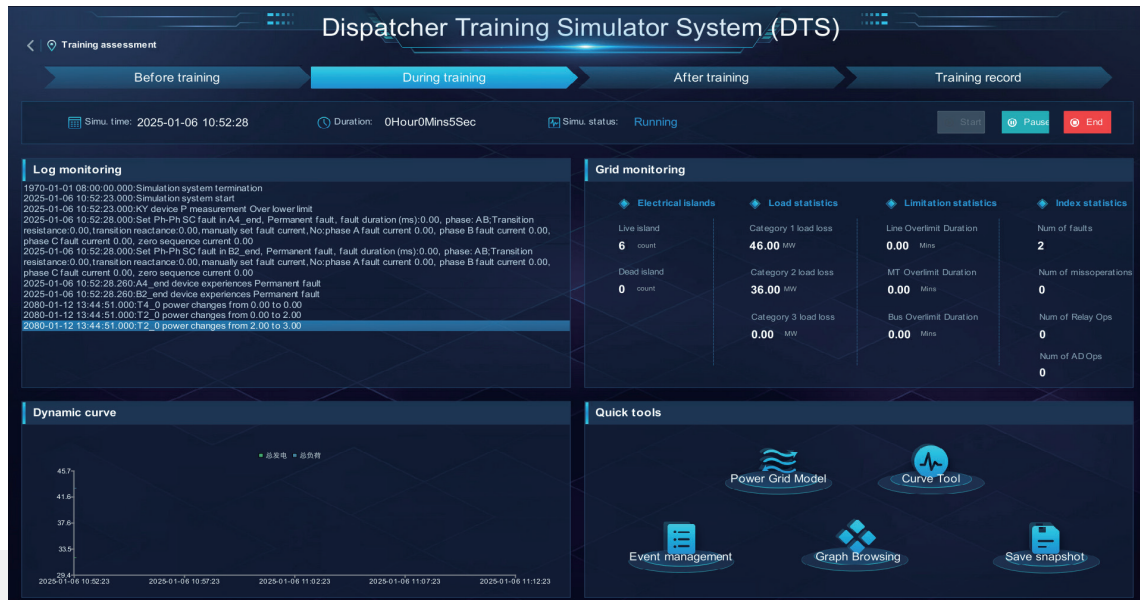 Dispatcher Training Simulator System (DTS)
Training assessment
Before training
During training
After training
Training record
Simu. time: 2025-01-06 10:52:28
Duration: 0Hour0Mins5Sec
Simu. status: Running
Start
Pause
End
Log monitoring
1970-01-01 08:00:00.000:Simulation system termination
2025-01-06 10:52:23.000:Simulation system start
2025-01-06 10:52:23.000:KY device P measurement Over lower limit
2025-01-06 10:52:28.000:Set Ph-Ph SC fault in A4_end, Permanent fault, fault duration (ms):0.00, phase: AB;Transition
resistance:0.00,transition reactance:0.00,manually set fault current,No:phase A fault current 0.00, phase B fault current 0.00,
phase C fault current 0.00, zero sequence current 0.00
2025-01-06 10:52:28.000:Set Ph-Ph SC fault in B2_end, Permanent fault, fault duration (ms):0.00, phase: AB;Transition
resistance:0.00,transition reactance:0.00,manually set fault current,No:phase A fault current 0.00, phase B fault current 0.00,
phase C fault current 0.00, zero sequence current 0.00
2025-01-06 10:52:28.260:A4_end device experiences Permanent fault
2025-01-06 10:52:28.260:B2_end device experiences Permanent fault
2080-01-12 13:44:51.000:T4_0 power changes from 0.00 to 0.00
2080-01-12 13:44:51.000:T2_0 power changes from 0.00 to 2.00
2080-01-12 13:44:51.000:T2_0 power changes from 2.00 to 3.00
Grid monitoring
Electrical islands
Live island
6 count
Dead island
0 count
Load statistics
Category 1 load loss
46.00 MW
Category 2 load loss
36.00 MW
Category 3 load loss
0.00 MW
Limitation statistics
Line Overlimit Duration
0.00 Mins
MT Overlimit Duration
0.00 Mins
Bus Overlimit Duration
0.00 Mins
Index statistics
Num of faults
2
Num of missoperations
0
Num of Relay Ops
0
Num of AD Ops
0
Dynamic curve
总发电 总负荷
45.7
41.6
37.6
33.5
29.4
2025-01-06 10:52:23
2025-01-06 10:57:23
2025-01-06 11:02:23
2025-01-06 11:07:23
2025-01-06 11:12:23
Quick tools
Power Grid Model
Curve Tool
Event management
Graph Browsing
Save snapshot